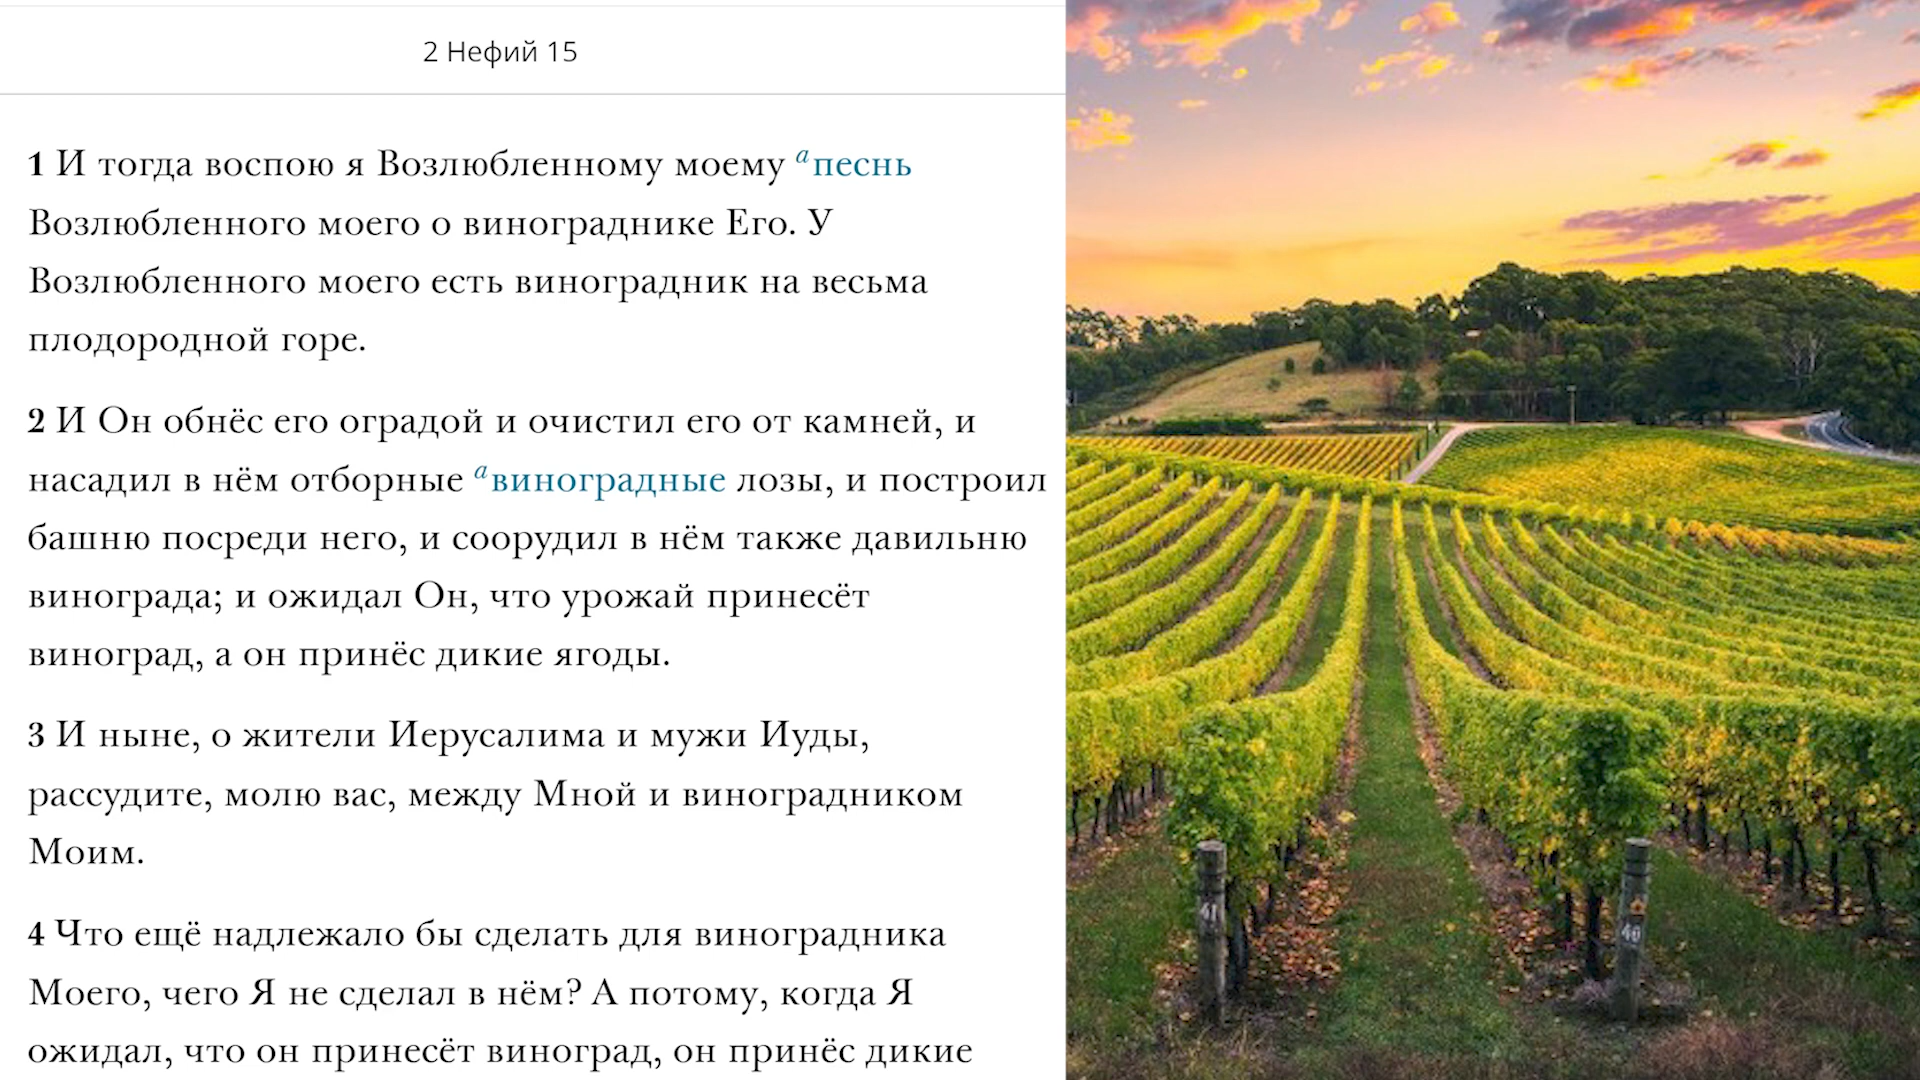 2 Нефий 15
1 И тогда воспою я Возлюбленному моему ᵃпеснь
Возлюбленного моего о винограднике Его. У
Возлюбленного моего есть виноградник на весьма
плодородной горе.
2 И Он обнёс его оградой и очистил его от камней, и
насадил в нём отборные ᵃвиноградные лозы, и построил
башню посреди него, и соорудил в нём также давильню
винограда; и ожидал Он, что урожай принесёт
виноград, а он принёс дикие ягоды.
3 И ныне, о жители Иерусалима и мужи Иуды,
рассудите, молю вас, между Мной и виноградником
Моим.
4 Что ещё надлежало бы сделать для виноградника
Моего, чего Я не сделал в нём? А потому, когда Я
ожидал, что он принесёт виноград, он принёс дикие
41
40